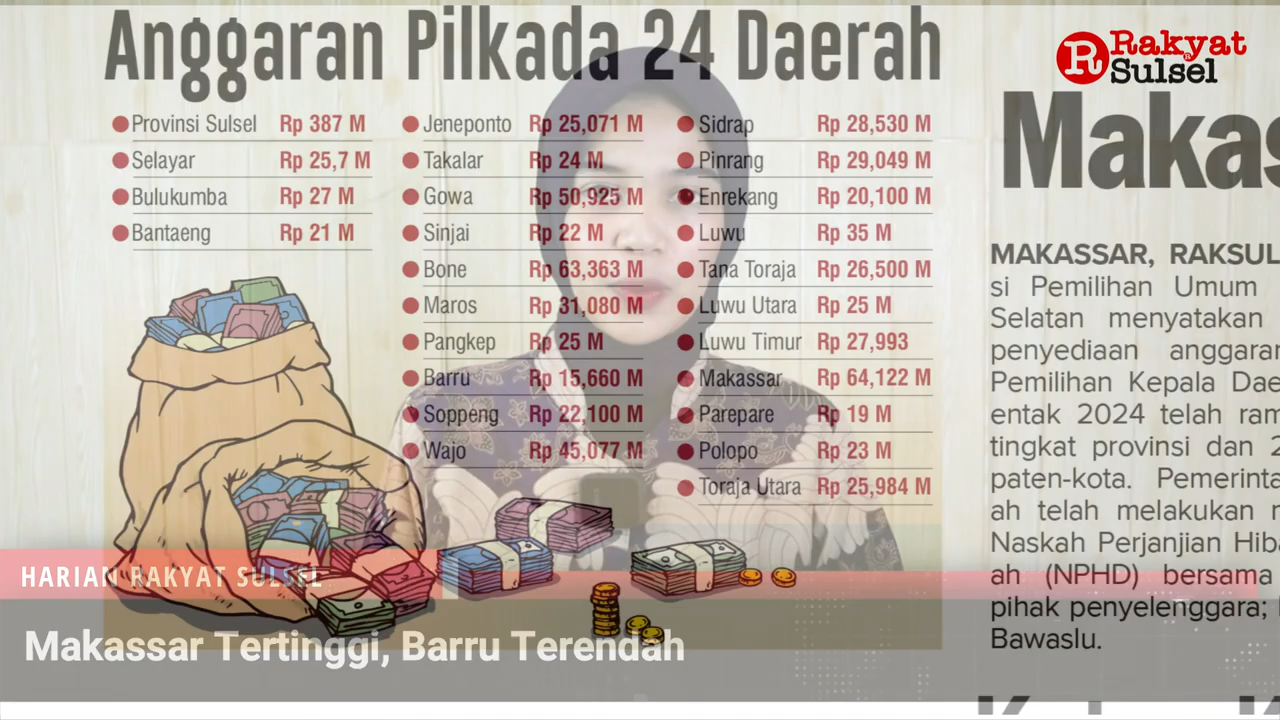 Anggaran Pilkada 24 Daerah
Provinsi Sulsel Rp 387 M
Selayar Rp 25,7 M
Bulukumba Rp 27 M
Bantaeng Rp 21 M
Jeneponto Rp 25,071 M
Takalar Rp 24 M
Gowa Rp 50,925 M
Sinjai Rp 22 M
Bone Rp 63,363 M
Maros Rp 31,080 M
Pangkep Rp 25 M
Barru Rp 15,660 M
Soppeng Rp 22,100 M
Wajo Rp 45,077 M
Sidrap Rp 28,530 M
Pinrang Rp 29,049 M
Enrekang Rp 20,100 M
Luwu Rp 35 M
Tana Toraja Rp 26,500 M
Luwu Utara Rp 25 M
Luwu Timur Rp 27,993
Makassar Rp 64,122 M
Parepare Rp 19 M
Polopo Rp 23 M
Toraja Utara Rp 25,984 M
R Rakyat
Sulsel
Makas
MAKASSAR, RAKSUL
si Pemilihan Umum
Selatan menyatakan
penyediaan anggaran
Pemilihan Kepala Dae
entak 2024 telah ram
tingkat provinsi dan 2
paten-kota. Pemerinta
ah telah melakukan
Naskah Perjanjian Hiba
ah (NPHD) bersama
pihak penyelenggara;
Bawaslu.
HARIAN RAKYAT SULSEL
Makassar Tertinggi, Barru Terendah